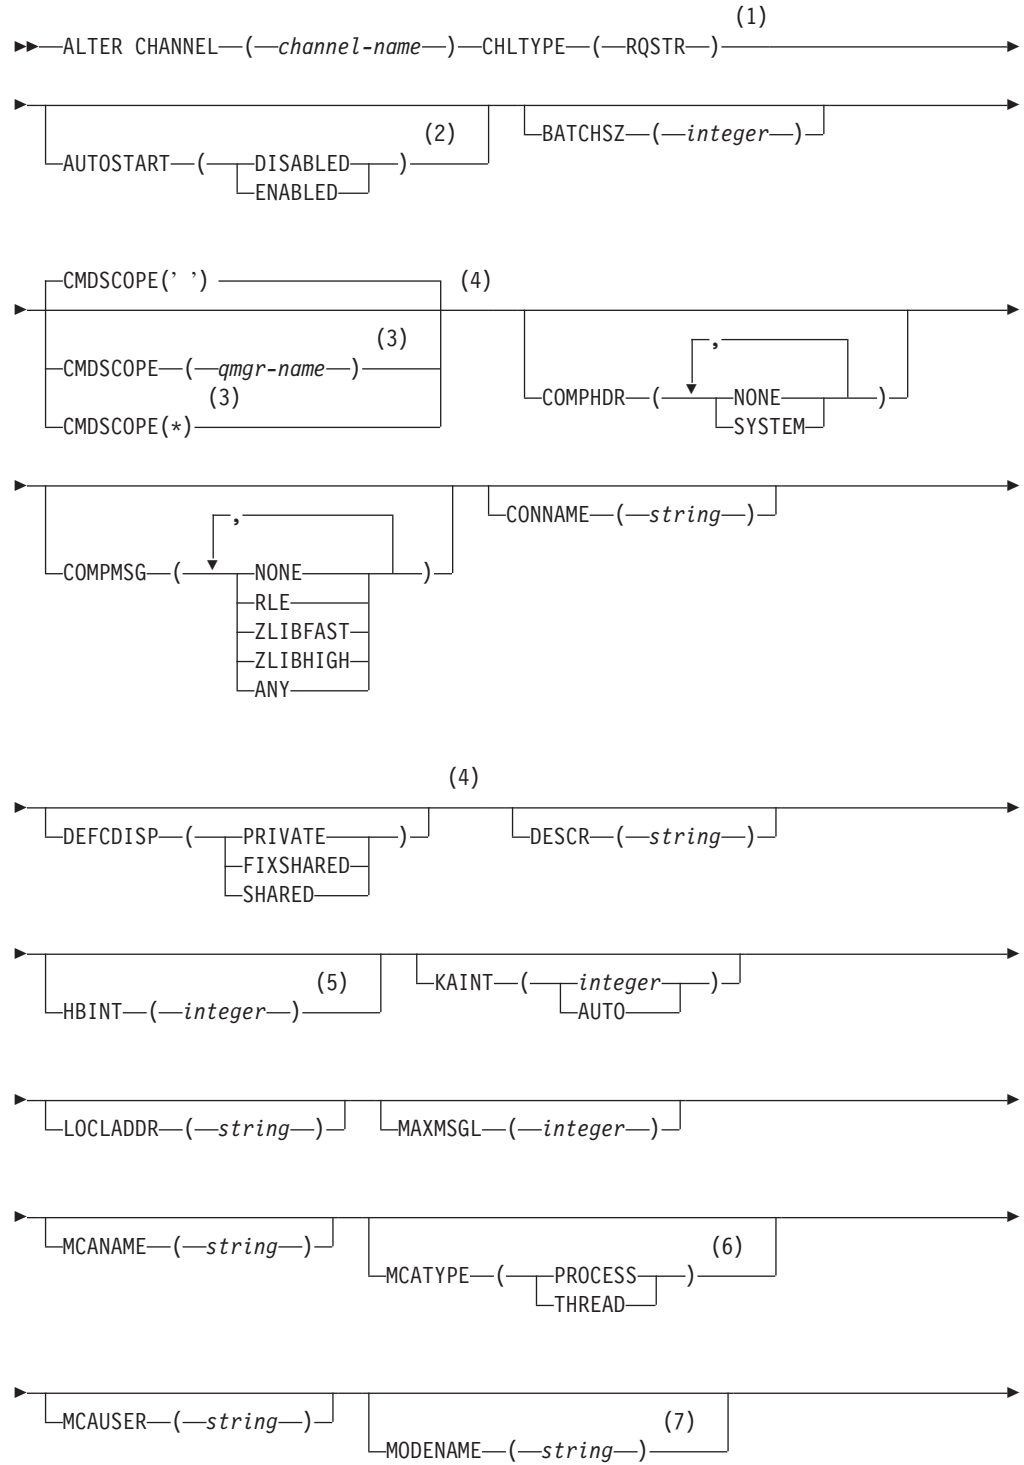 (1)
ALTER CHANNEL ( channel-name ) CHLTYPE ( RQSTR )
(2)
AUTOSTART ( DISABLED )
ENABLED
BATCHSZ ( integer )
CMDSCOPE(' ') (4)
(3)
CMDSCOPE ( qmgr-name )
(3)
CMDSCOPE(*)
,
COMPHDR ( NONE )
SYSTEM
,
COMPMSG ( NONE )
RLE
ZLIBFAST
ZLIBHIGH
ANY
CONNAME ( string )
(4)
DEFCDISP ( PRIVATE )
FIXSHARED
SHARED
DESCR ( string )
(5)
HBINT ( integer )
KAINT ( integer )
AUTO
LOCLADDR ( string ) MAXMSGL ( integer )
MCANAME ( string )
(6)
MCATYPE ( PROCESS )
THREAD
MCAUSER ( string )
(7)
MODENAME ( string )